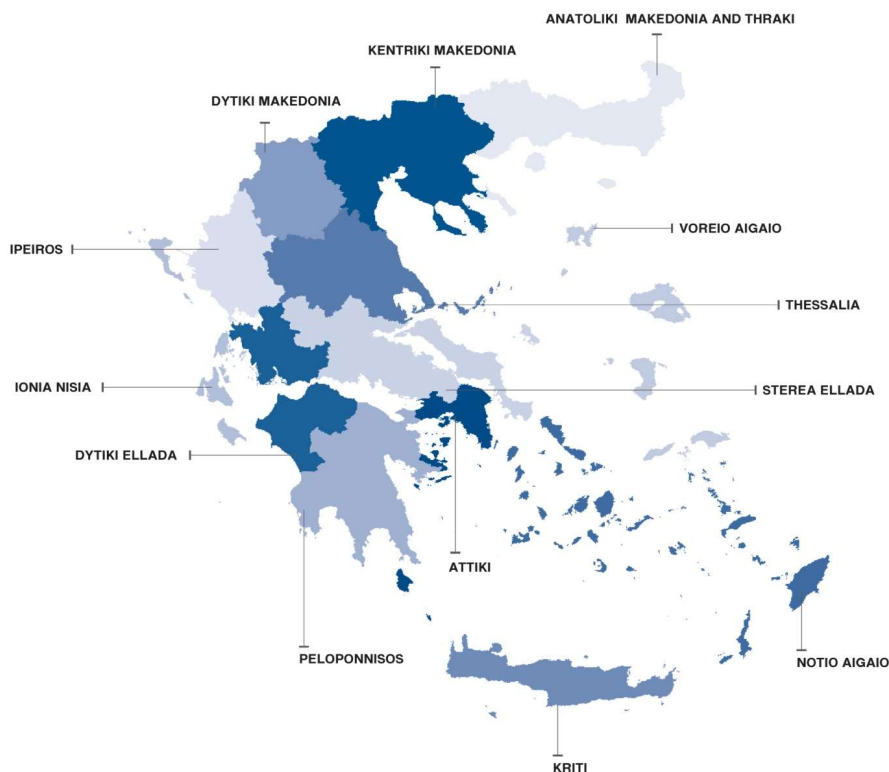 ANATOLIKI MAKEDONIA AND THRAKI
KENTRIKI MAKEDONIA
DYTIKI MAKEDONIA
VOREIO AIGAIO
IPEIROS
THESSALIA
IONIA NISIA
STEREA ELLADA
DYTIKI ELLADA
ATTIKI
PELOPONNISOS
NOTIO AIGAIO
KRITI